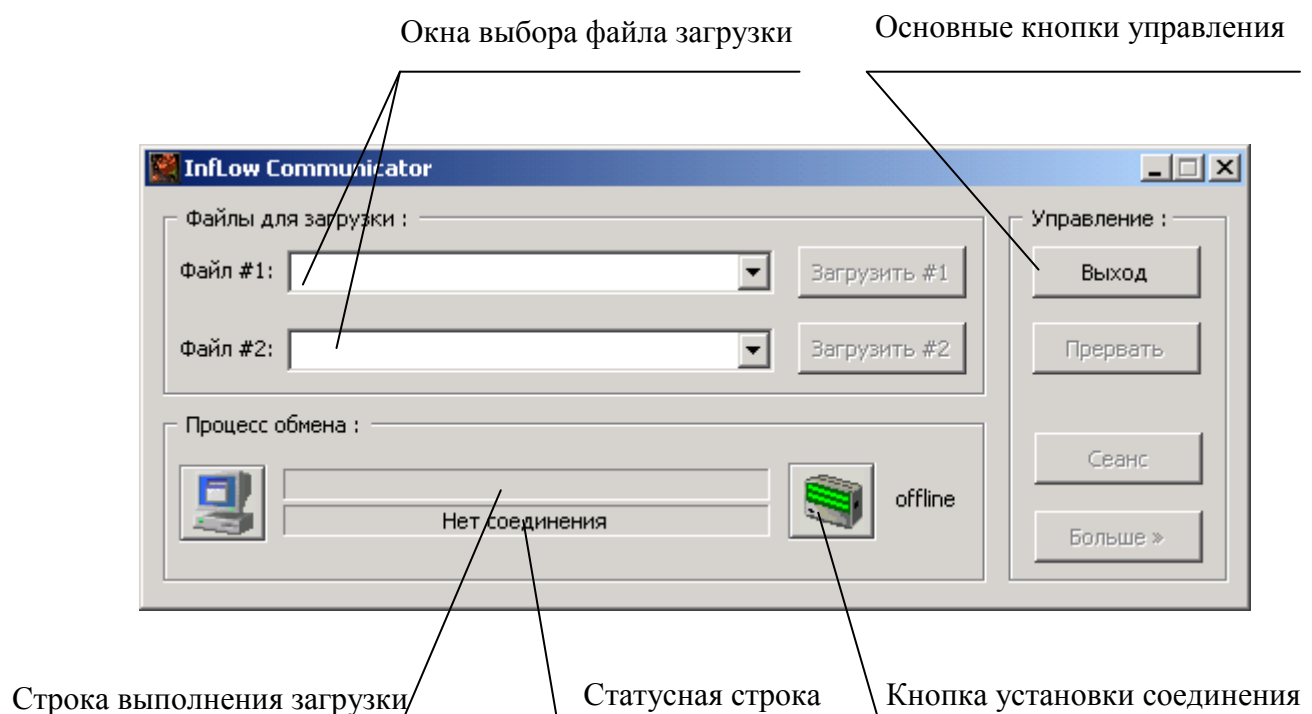 Окна выбора файла загрузки
Основные кнопки управления
InfLow Communicator
Файлы для загрузки :
Управление :
Файл #1:
Загрузить #1
Выход
Файл #2:
Загрузить #2
Прервать
Процесс обмена :
Сеанс
offline
Нет соединения
Больше »
Строка выполнения загрузки
Статусная строка
Кнопка установки соединения